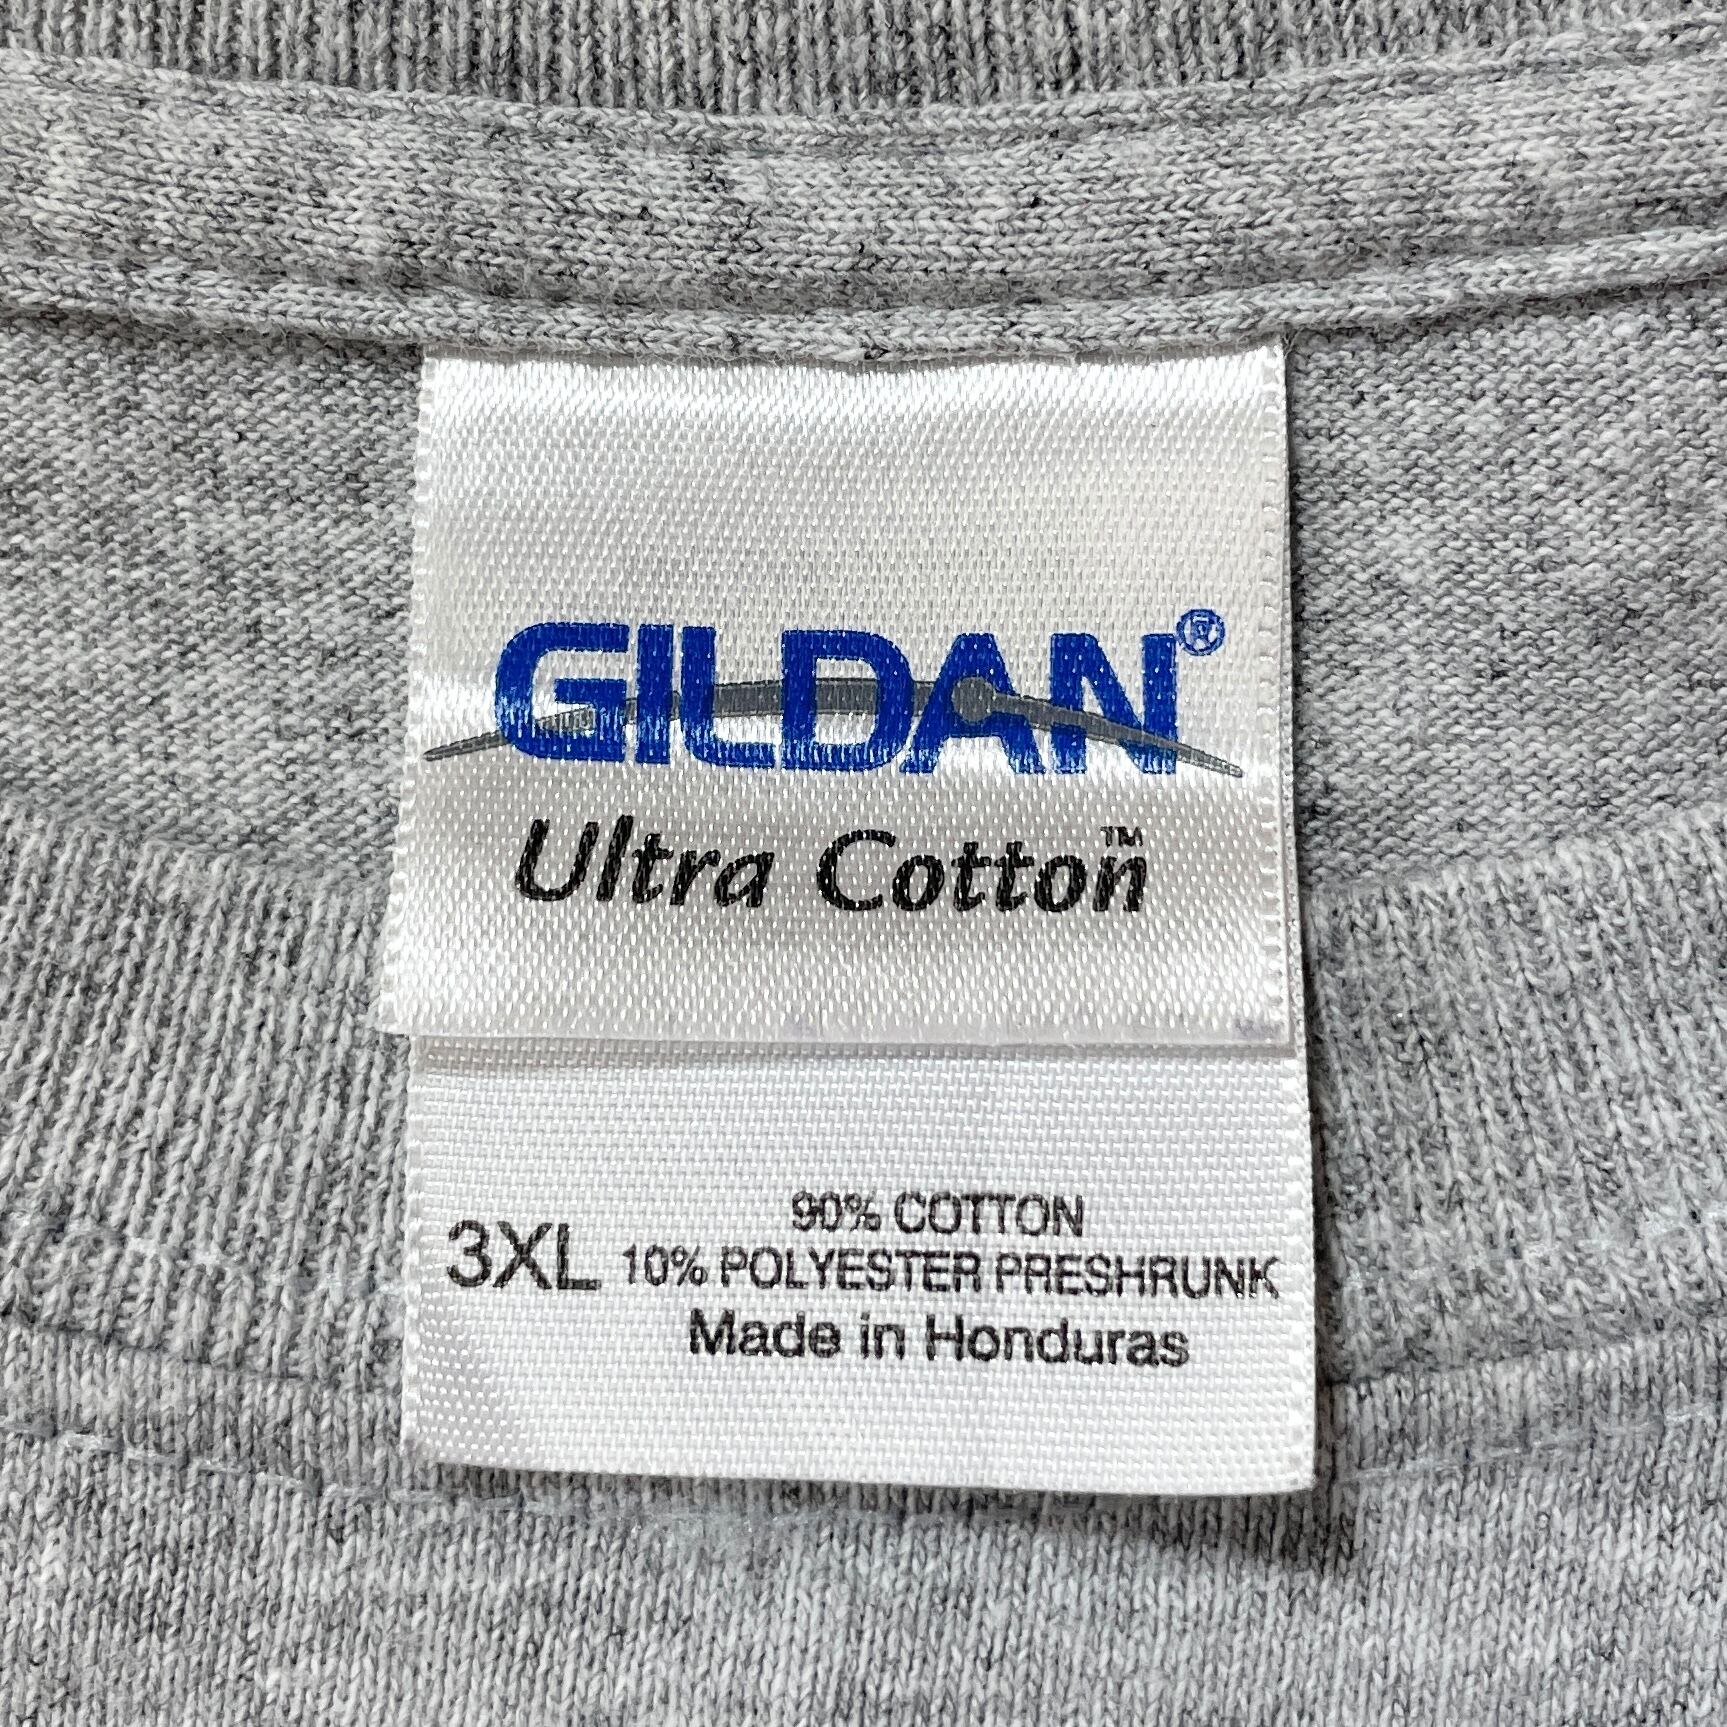 GILDAN®
Ultra Cotton™
90% COTTON
3XL 10% POLYESTER PRESHRUNK
Made in Honduras